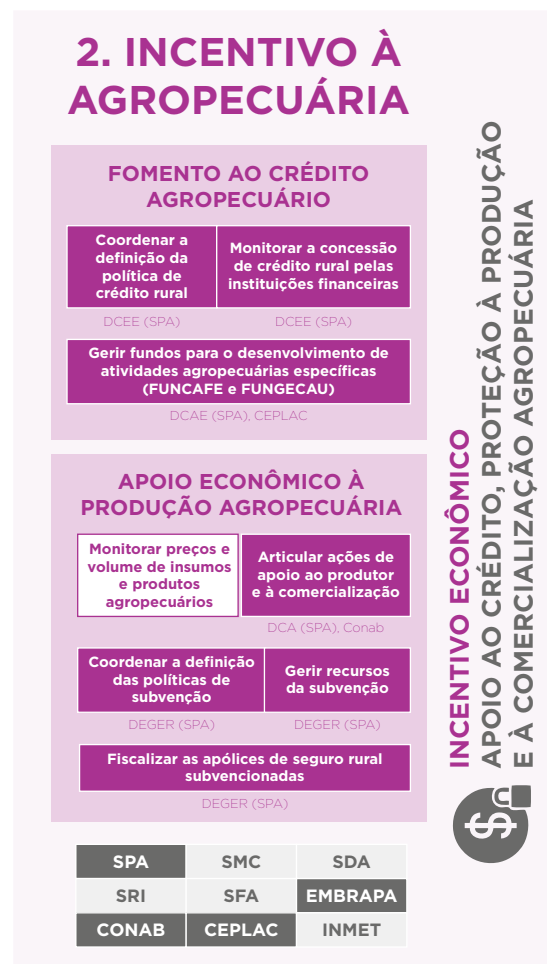 2. INCENTIVO À
AGROPECUÁRIA
FOMENTO AO CRÉDITO
AGROPECUÁRIO
Coordenar a
definição da
política de
crédito rural
Monitorar a concessão
de crédito rural pelas
instituições financeiras
DCEE (SPA)
DCEE (SPA)
Gerir fundos para o desenvolvimento de
atividades agropecuárias específicas
(FUNCAFE e FUNGECAU)
DCAE (SPA), CEPLAC
APOIO ECONÔMICO À
PRODUÇÃO AGROPECUÁRIA
Monitorar preços e
volume de insumos
e produtos
agropecuários
Articular ações de
apoio ao produtor
e à comercialização
DCA (SPA), Conab
Coordenar a definição
das políticas de
subvenção
Gerir recursos
da subvenção
DEGER (SPA)
DEGER (SPA)
Fiscalizar as apólices de seguro rural
subvencionadas
DEGER (SPA)
SPA SMC SDA
SRI SFA EMBRAPA
CONAB CEPLAC INMET
INCENTIVO ECONÔMICO
APOIO AO CRÉDITO, PROTEÇÃO À PRODUÇÃO
E À COMERCIALIZAÇÃO AGROPECUÁRIA
$